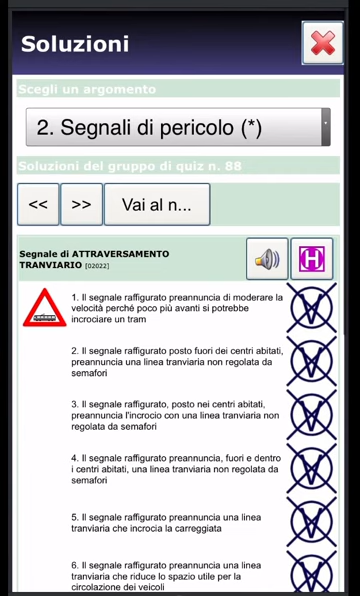 Soluzioni
Scegli un argomento
2. Segnali di pericolo (*)
Soluzioni del gruppo di quiz n. 88
<< >> Vai al n...
Segnale di ATTRAVERSAMENTO
TRANVIARIO [02022]
H
1. Il segnale raffigurato preannuncia di moderare la
velocità perché poco più avanti si potrebbe
incrociare un tram
V
2. Il segnale raffigurato posto fuori dei centri abitati,
preannuncia una linea tranviaria non regolata da
semafori
V
3. Il segnale raffigurato, posto nei centri abitati,
preannuncia l'incrocio con una linea tranviaria non
regolata da semafori
V
4. Il segnale raffigurato preannuncia, fuori e dentro
i centri abitati, una linea tranviaria non regolata da
semafori
V
5. Il segnale raffigurato preannuncia una linea
tranviaria che incrocia la carreggiata
V
6. Il segnale raffigurato preannuncia una linea
tranviaria che riduce lo spazio utile per la
circolazione dei veicoli
V